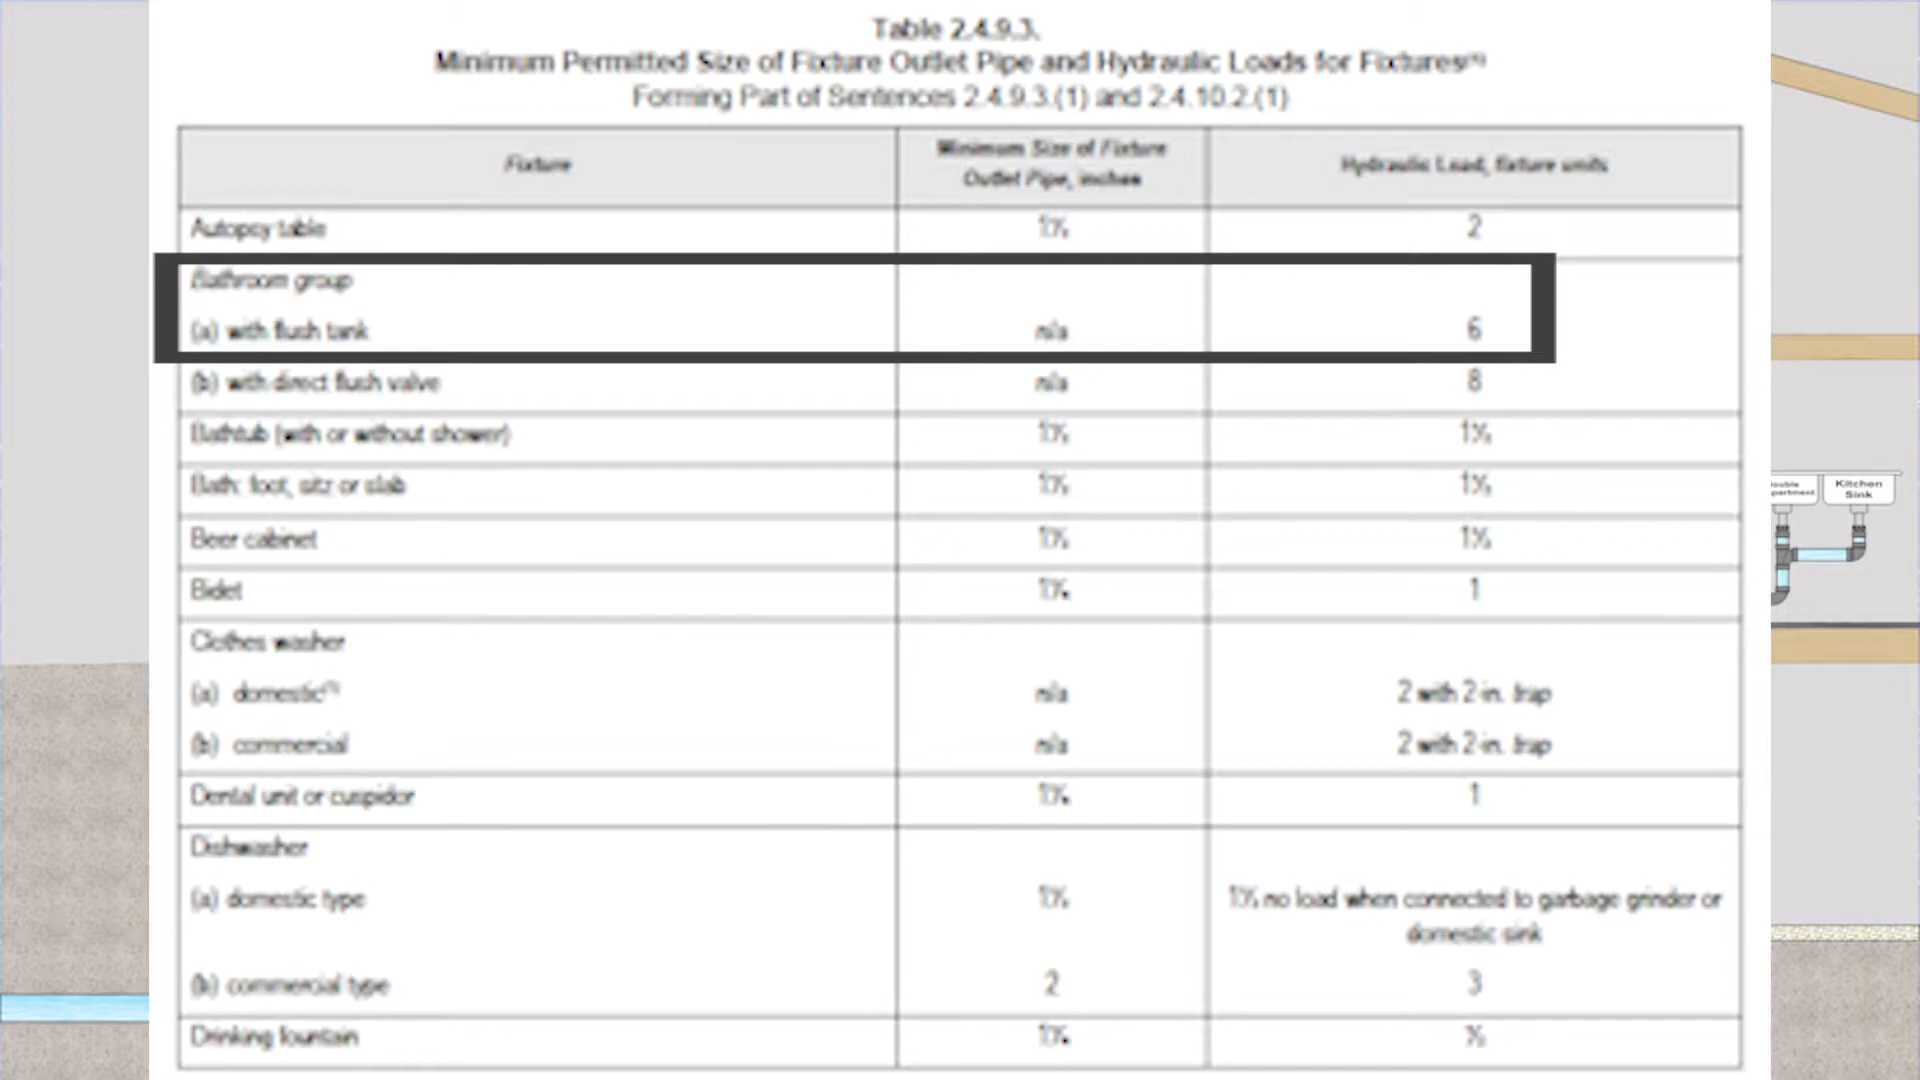 Table 2.4.9.3.
Minimum Permitted Size of Fixture Outlet Pipe and Hydraulic Loads for Fixtures
Forming Part of Sentences 2.4.9.3.(1) and 2.4.10.2.(1)
Fixture Minimum Size of Fixture Outlet Pipe, inches Hydraulic Load, fixture units
Autopsy table 1½ 2
Bathroom group
(a) with flush tank n/a 6
(b) with direct flush valve n/a 8
Bathtub (with or without shower) 1½ 1½
Bath: foot, sitz or slab 1½ 1½
Beer cabinet 1½ 1½
Bidet 1¼ 1
Clothes washer
(a) domestic n/a 2 with 2-in. trap
(b) commercial n/a 2 with 2-in. trap
Dental unit or cuspidor 1¼ 1
Dishwasher
(a) domestic type 1½ 1½ no load when connected to garbage grinder or
domestic sink
(b) commercial type 2 3
Drinking fountain 1¼ ½
Kitchen
Sink